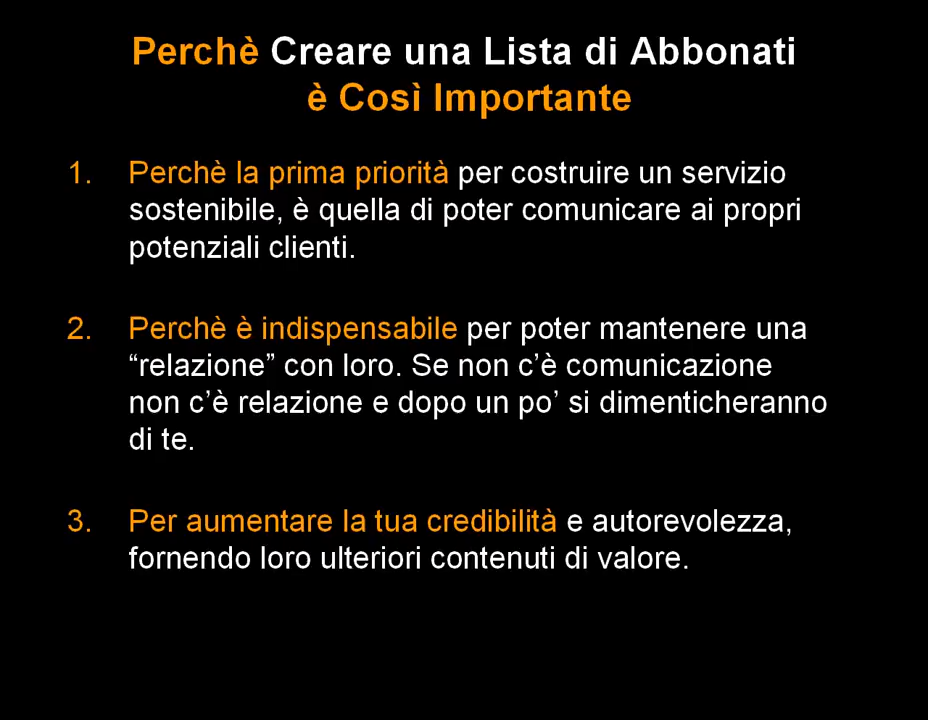 Perchè Creare una Lista di Abbonati
è Così Importante
1. Perchè la prima priorità per costruire un servizio
sostenibile, è quella di poter comunicare ai propri
potenziali clienti.
2. Perchè è indispensabile per poter mantenere una
“relazione” con loro. Se non c’è comunicazione
non c’è relazione e dopo un po’ si dimenticheranno
di te.
3. Per aumentare la tua credibilità e autorevolezza,
fornendo loro ulteriori contenuti di valore.